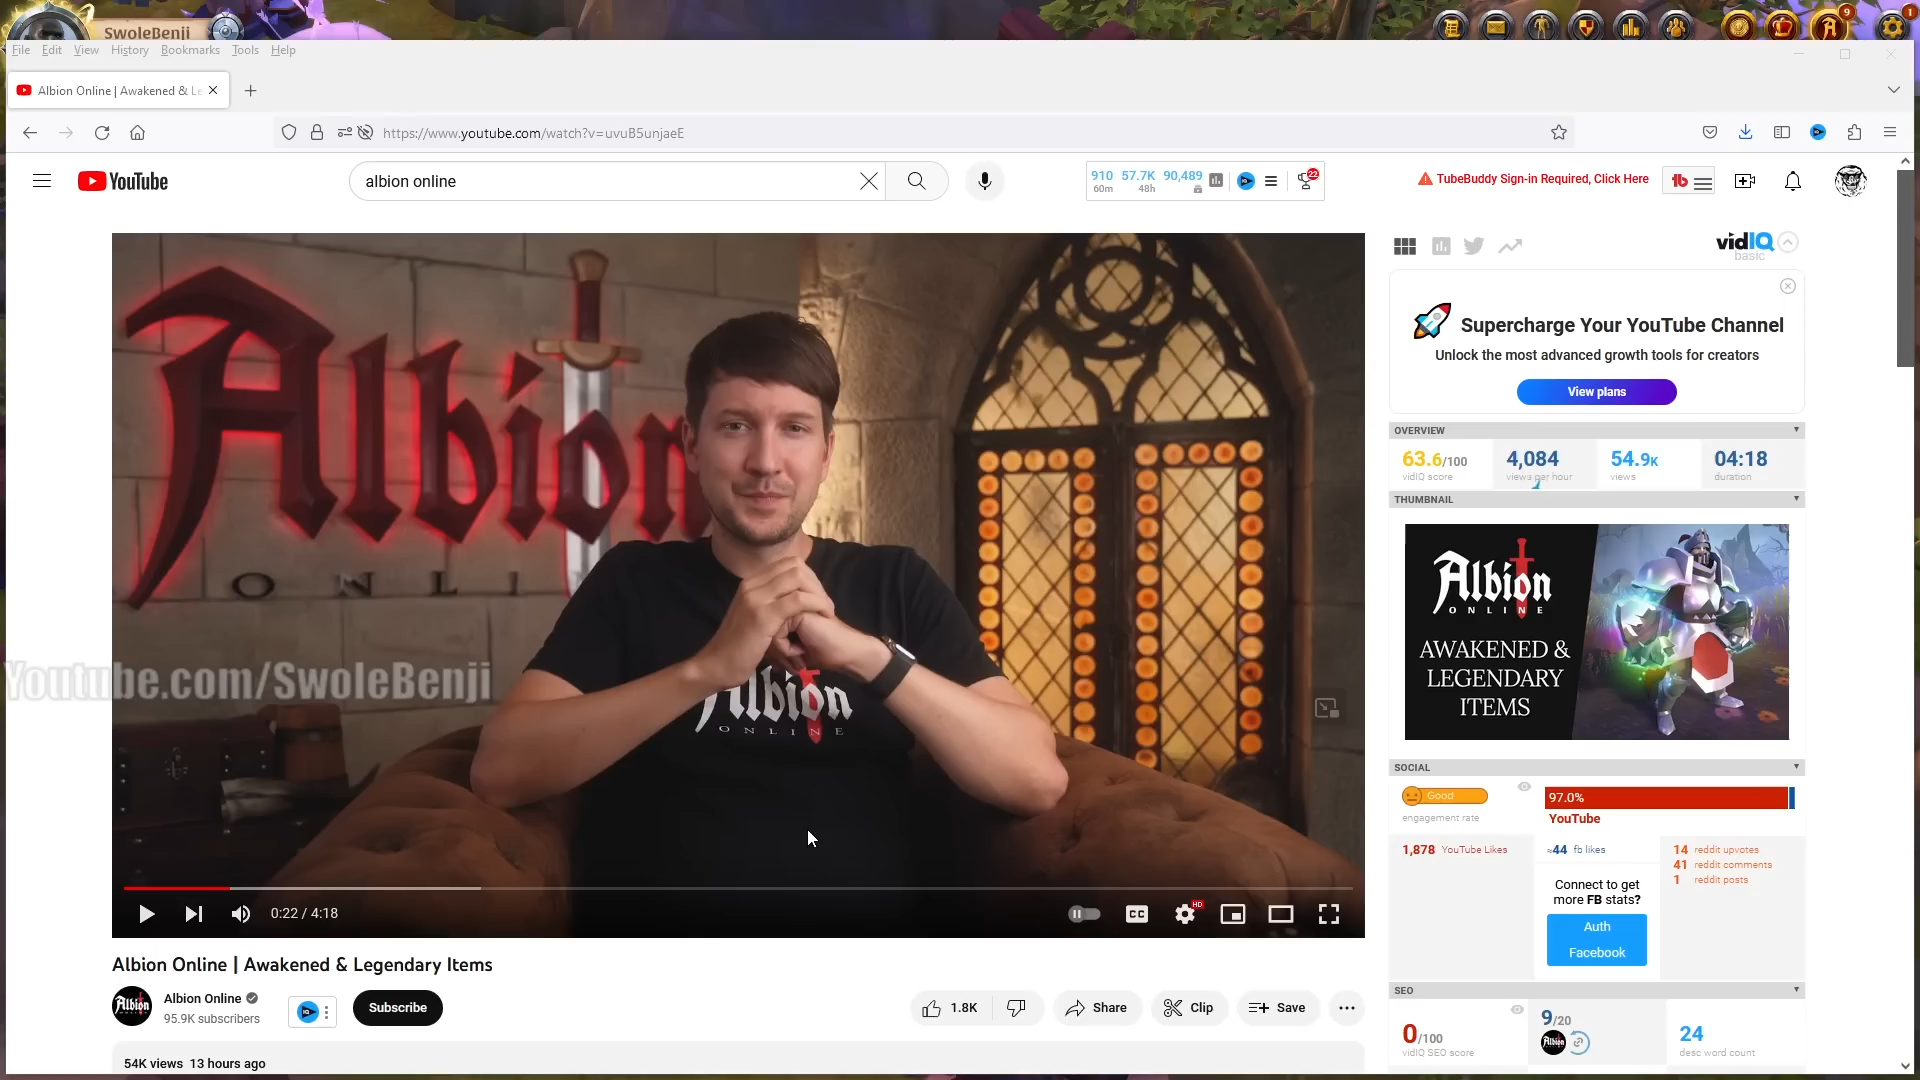 SwoleBenji
9
1
File Edit View History Bookmarks Tools Help
Albion Online | Awakened & Le
https://www.youtube.com/watch?v=uvuB5unjaeE
YouTube
albion online
910 57.7K 90,489
60m 48h
22
TubeBuddy Sign-in Required, Click Here
tb
Albion
ONLI
Albion
ONLINE
Youtube.com/SwoleBenji
0:22 / 4:18
CC
HD
Albion Online | Awakened & Legendary Items
Albion
Albion Online
95.9K subscribers
Subscribe
1.8K
Share
Clip
Save
54K views 13 hours ago
vidIQ
basic
Supercharge Your YouTube Channel
Unlock the most advanced growth tools for creators
View plans
OVERVIEW
63.6/100 4,084 54.9K 04:18
vidIQ score views per hour views duration
THUMBNAIL
Albion
ONLINE
AWAKENED &
LEGENDARY
ITEMS
SOCIAL
Good
engagement rate
97.0%
YouTube
1,878 YouTube Likes
≈44 fb likes
14 reddit upvotes
41 reddit comments
1 reddit posts
Connect to get
more FB stats?
Auth
Facebook
SEO
0/100
vidIQ SEO score
9/20
Albion
24
desc word count